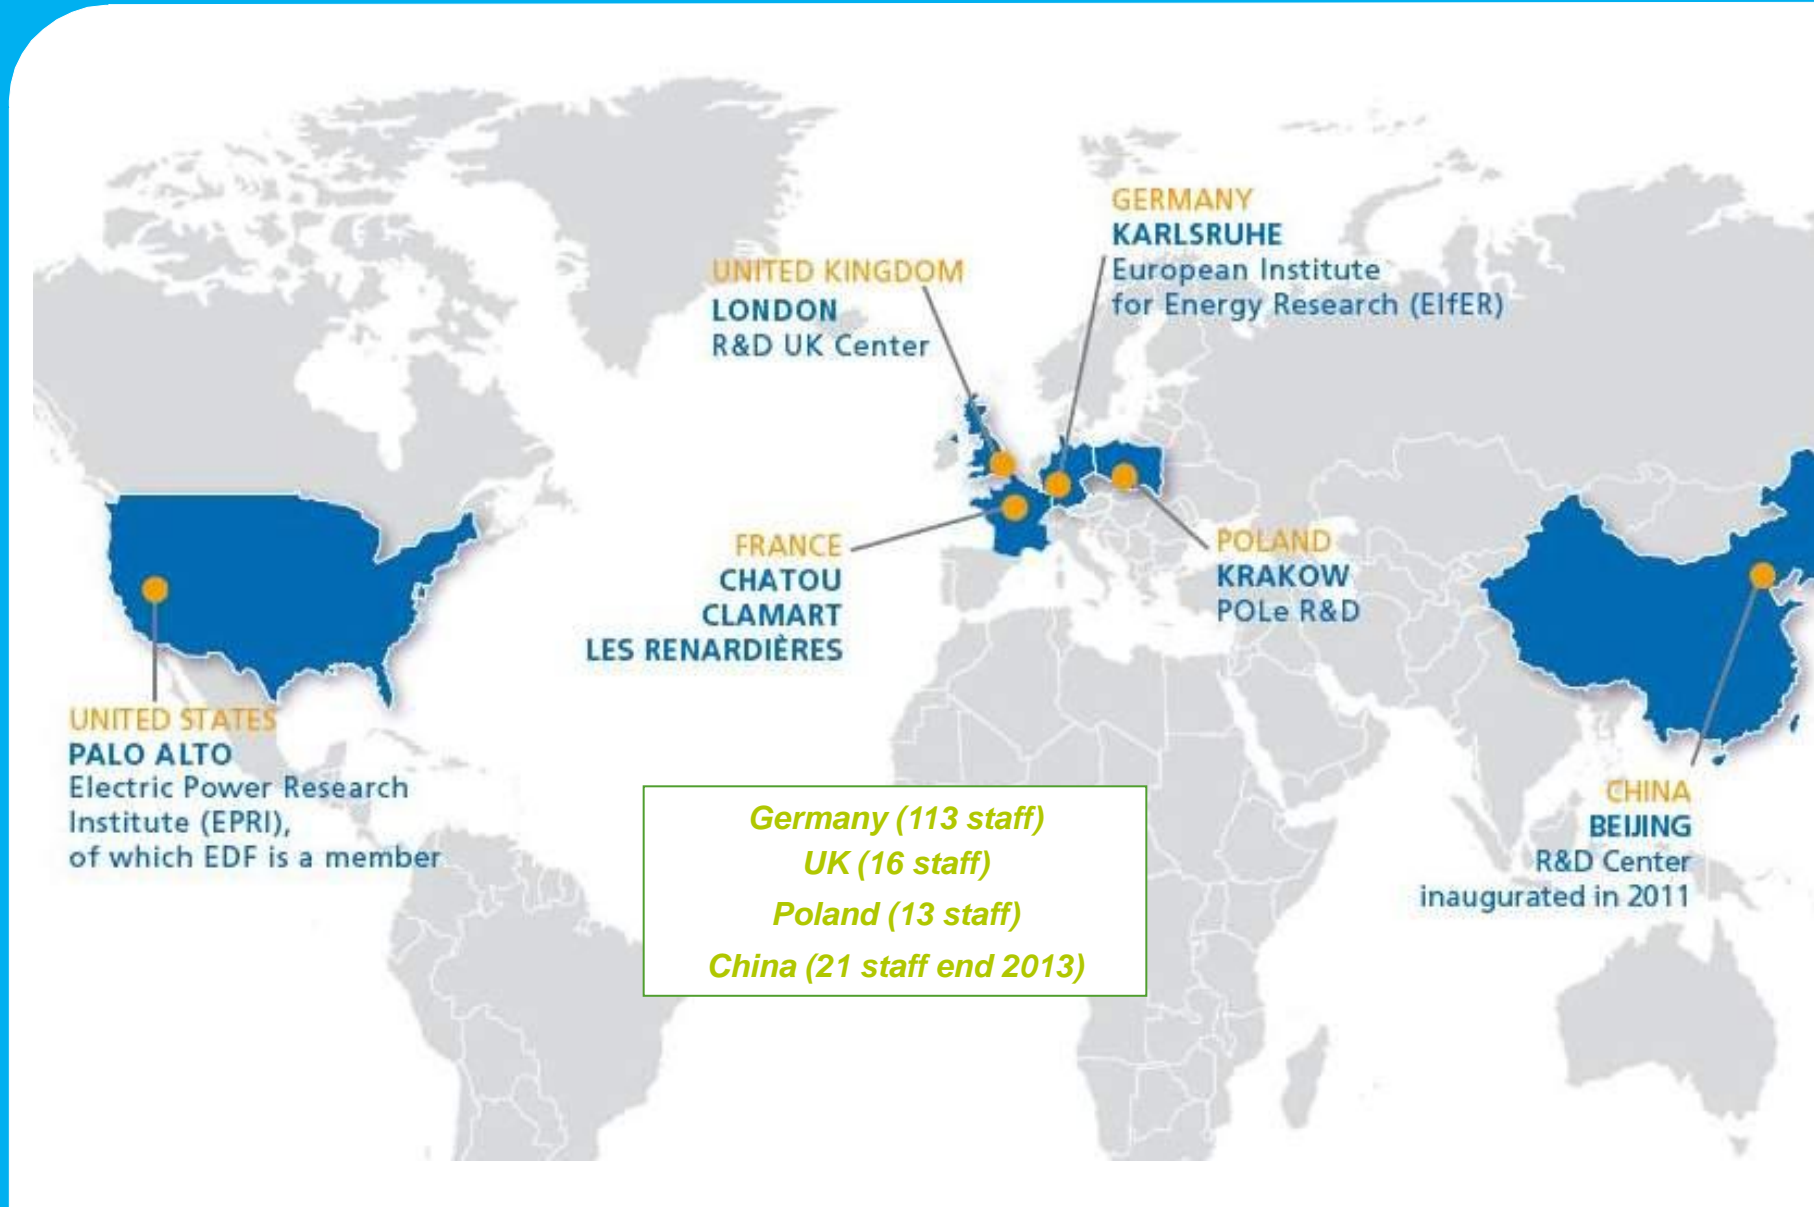 GERMANY
KARLSRUHE
European Institute
for Energy Research (EIfER)
UNITED KINGDOM
LONDON
R&D UK Center
FRANCE
CHATOU
CLAMART
LES RENARDIÈRES
POLAND
KRAKOW
POLe R&D
UNITED STATES
PALO ALTO
Electric Power Research
Institute (EPRI),
of which EDF is a member
CHINA
BEIJING
R&D Center
inaugurated in 2011
Germany (113 staff)
UK (16 staff)
Poland (13 staff)
China (21 staff end 2013)